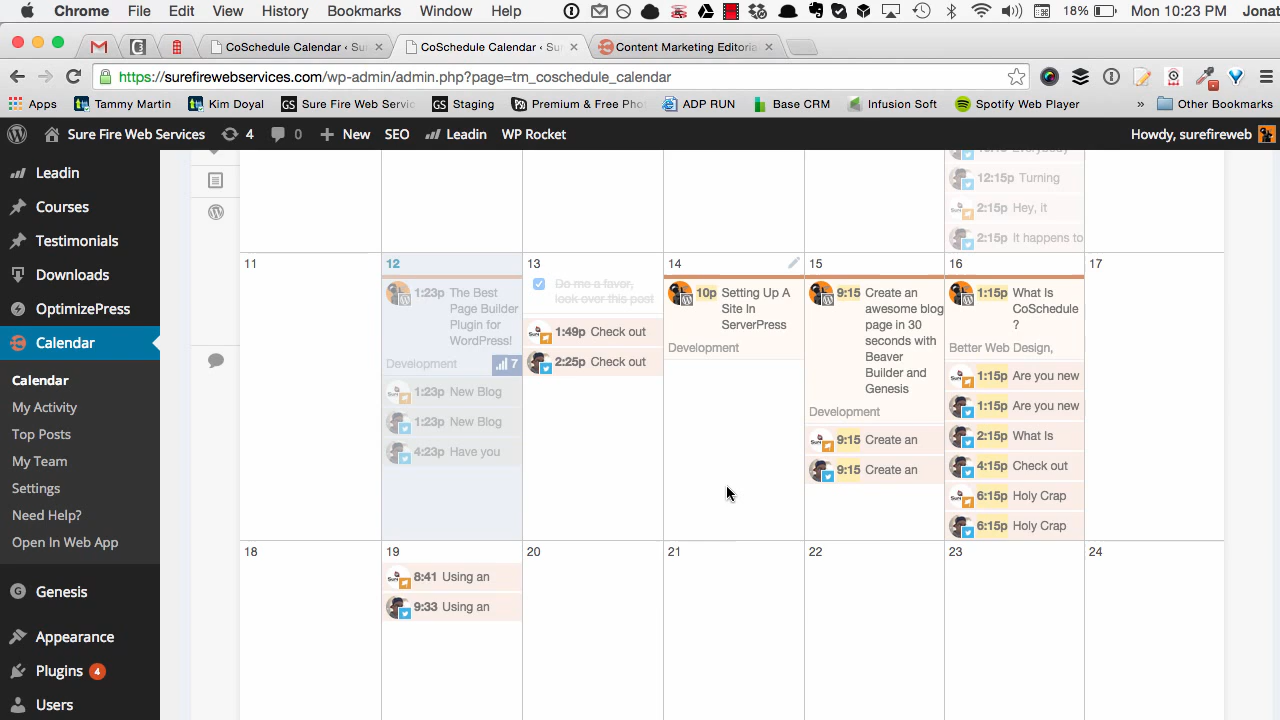 Chrome File Edit View History Bookmarks Window Help 18% Mon 10:23 PM Jonat
CoSchedule Calendar ‹ Su × CoSchedule Calendar ‹ Su × Content Marketing Editoria ×
https://surefirewebservices.com/wp-admin/admin.php?page=tm_coschedule_calendar
Apps Tammy Martin Kim Doyal Sure Fire Web Servic Staging Premium & Free Pho ADP RUN Base CRM Infusion Soft Spotify Web Player » Other Bookmarks
Sure Fire Web Services 4 0 + New SEO Leadin WP Rocket Howdy, surefireweb
Leadin
Courses
Testimonials
Downloads
OptimizePress
Calendar
Calendar
My Activity
Top Posts
My Team
Settings
Need Help?
Open In Web App
Genesis
Appearance
Plugins 4
Users
12:15p Turning
2:15p Hey, it
2:15p It happens to
11
12
1:23p The Best
Page Builder
Plugin for
WordPress!
Development 7
1:23p New Blog
1:23p New Blog
4:23p Have you
13
Do me a favor,
look over this post
1:49p Check out
2:25p Check out
14
10p Setting Up A
Site In
ServerPress
Development
15
9:15 Create an
awesome blog
page in 30
seconds with
Beaver
Builder and
Genesis
Development
9:15 Create an
9:15 Create an
16
1:15p What Is
CoSchedule
?
Better Web Design,
1:15p Are you new
1:15p Are you new
2:15p What Is
4:15p Check out
6:15p Holy Crap
6:15p Holy Crap
17
18
19
8:41 Using an
9:33 Using an
20
21
22
23
24